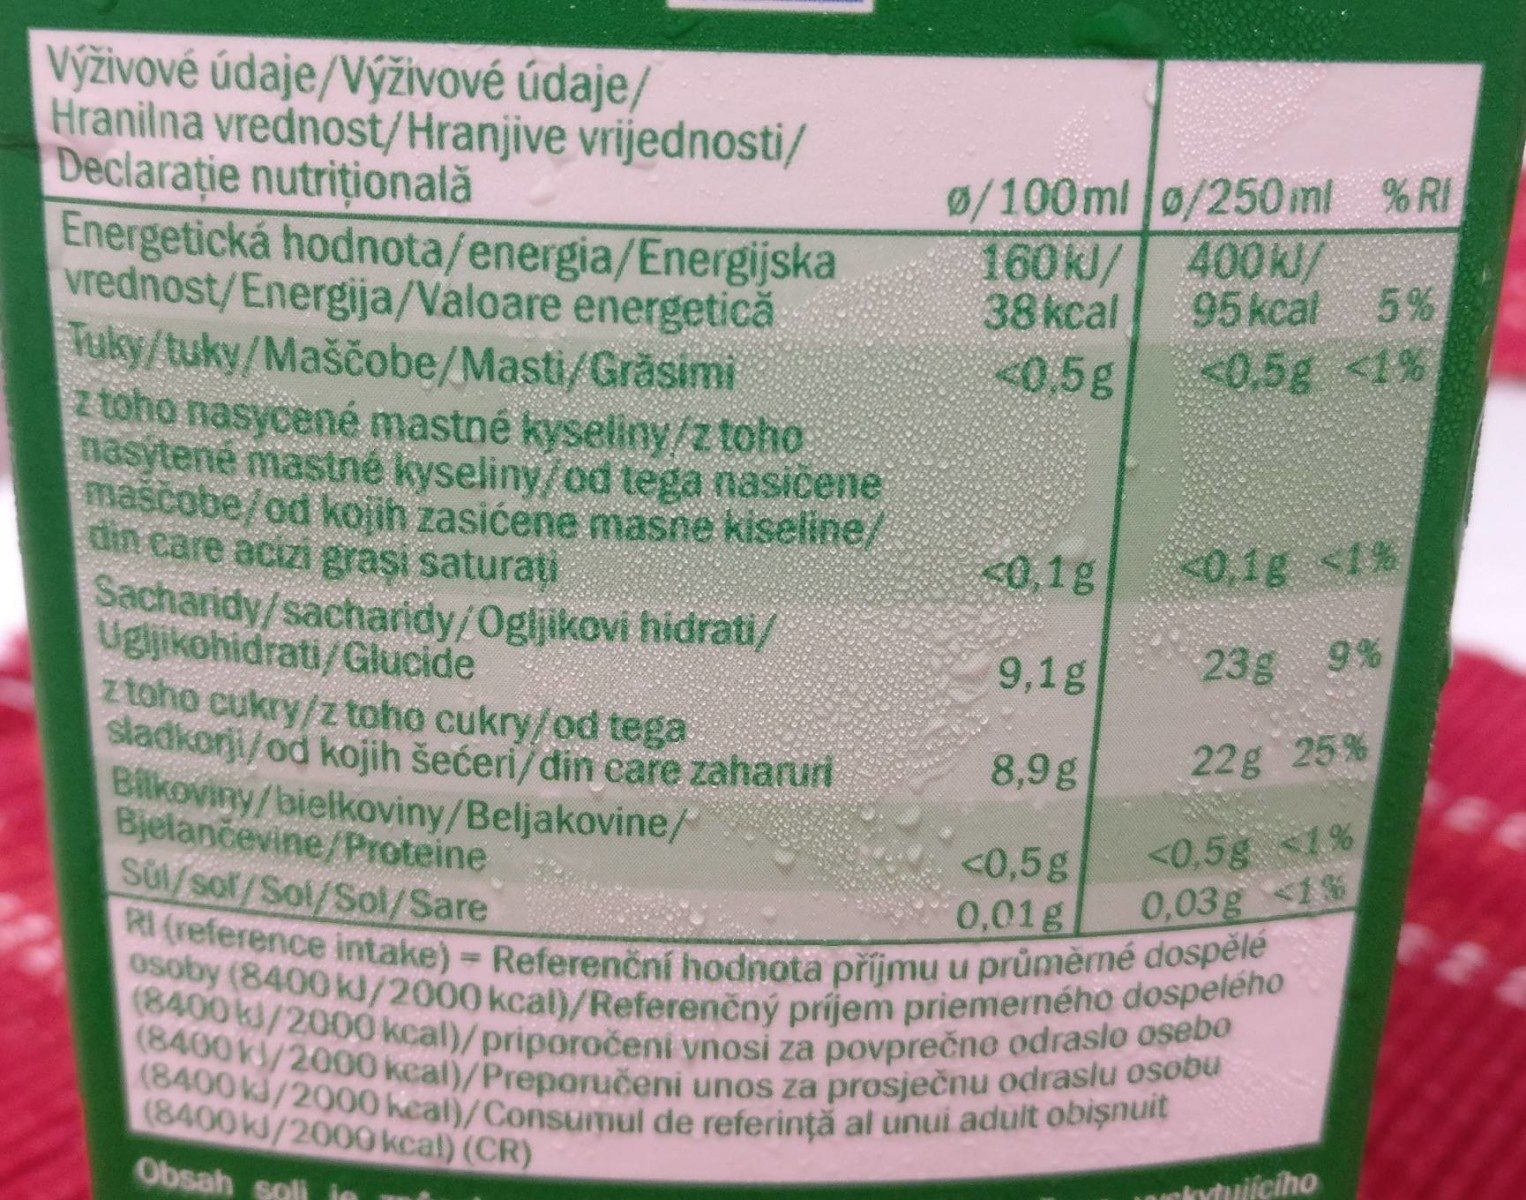 Výživové údaje/Výživové údaje/
Hranilna vrednost/Hranjive vrijednosti/
Declarație nutrițională ø/100ml ø/250ml %RI
Energetická hodnota/energia/Energijska 160kJ/ 400kJ/
vrednost/Energija/Valoare energetică 38kcal 95kcal 5%
Tuky/tuky/Maščobe/Masti/Grăsimi <0,5g <0,5g <1%
z toho nasycené mastné kyseliny/z toho
nasýtené mastné kyseliny/od tega nasičene
maščobe/od kojih zasićene masne kiseline/
din care acizi grași saturați <0,1g <0,1g <1%
Sacharidy/sacharidy/Ogljikovi hidrati/
Ugljikohidrati/Glucide 9,1g 23g 9%
z toho cukry/z toho cukry/od tega
sladkorji/od kojih šećeri/din care zaharuri 8,9g 22g 25%
Bílkoviny/bielkoviny/Beljakovine/
Bjelančevine/Proteine <0,5g <0,5g <1%
Sůl/soľ/Sol/Sol/Sare 0,01g 0,03g <1%
RI (reference intake) = Referenční hodnota příjmu u průměrné dospělé
osoby (8400kJ/2000kcal)/Referenčný príjem priemerného dospelého
(8400kJ/2000kcal)/priporočeni vnosi za povprečno odraslo osebo
(8400kJ/2000kcal)/Preporučeni unos za prosječnu odraslu osobu
(8400kJ/2000kcal)/Consumul de referință al unui adult obișnuit
(8400kJ/2000kcal) (CR)
Obsah soli je